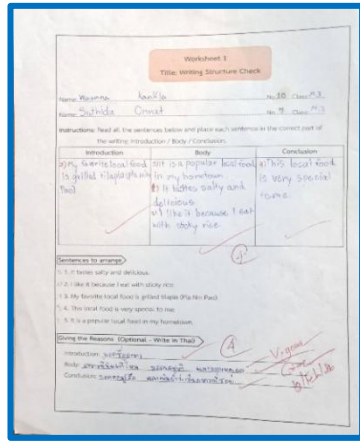 Worksheet 1
Title: Writing Structure Check
Name: No. 10 Class M.3
Name: Suthida No. 9 Class M.3
Instructions: Read all the sentences below and place each sentence in the correct part of
the writing: Introduction / Body / Conclusion.
Introduction Body Conclusion
My favorite local food It is a popular local food This local food
is grilled tilapia in my hometown. is very special
It tastes salty and to me.
delicious
I like it because I eat
with sticky rice
Sentences to arrange
1. It tastes salty and delicious.
2. I like it because I eat with sticky rice.
3. My favorite local food is grilled tilapia (Pla Nin Pao).
4. This local food is very special to me.
5. It is a popular local food in my hometown.
Giving the Reasons (Optional - Write in Thai)
4
Introduction:
V. good
Body:
Conclusion: